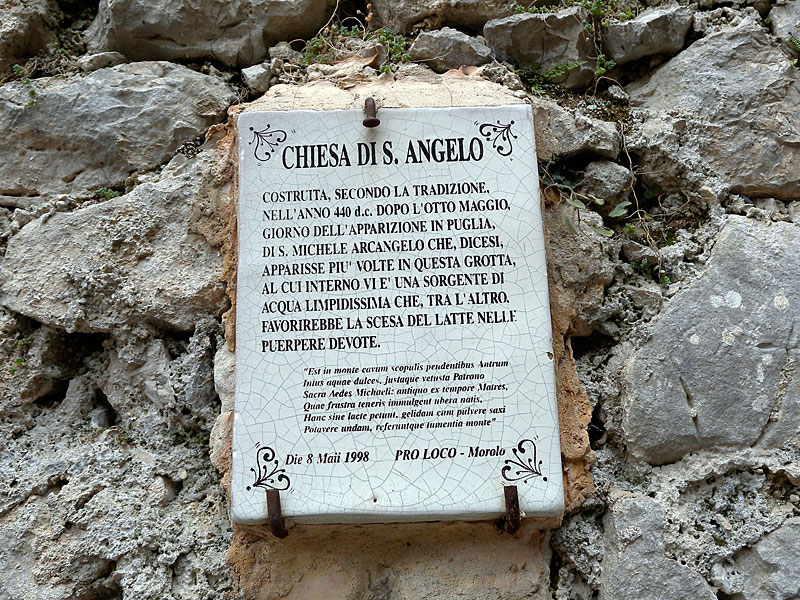 CHIESA DI S. ANGELO
COSTRUITA, SECONDO LA TRADIZIONE,
NELL'ANNO 440 d.c. DOPO L'OTTO MAGGIO,
GIORNO DELL'APPARIZIONE IN PUGLIA,
DI S. MICHELE ARCANGELO CHE, DICESI,
APPARISSE PIU' VOLTE IN QUESTA GROTTA,
AL CUI INTERNO VI E' UNA SORGENTE DI
ACQUA LIMPIDISSIMA CHE, TRA L'ALTRO,
FAVORIREBBE LA SCESA DEL LATTE NELLE
PUERPERE DEVOTE.
"Est in monte cavum scopulis pendentibus Antrum
Intus aquae dulces, juxtaque vetusta Patrono
Sacra Aedes Michaeli: antiquo ex tempore Matres,
Quae frustra teneris immulgent ubera natis,
Hanc sine lacte petunt, gelidam cum pulvere saxi
Potavere undam, referuntque tumentia monte"
Die 8 Maii 1998 PRO LOCO - Morolo